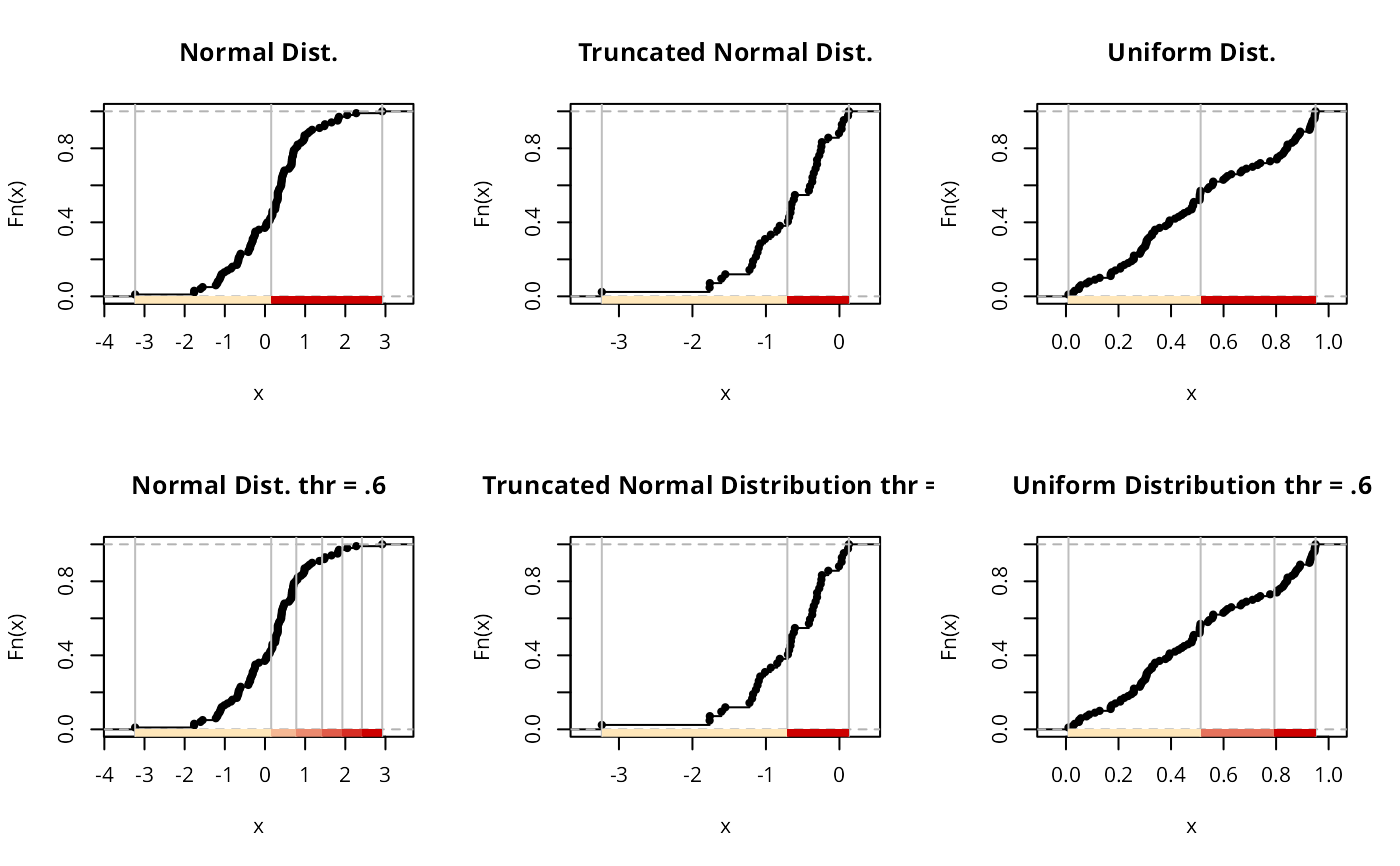 Normal Dist.
Fn(x)
0.0 0.4 0.8
-4 -3 -2 -1 0 1 2 3
x
Truncated Normal Dist.
Fn(x)
0.0 0.4 0.8
-3 -2 -1 0
x
Uniform Dist.
Fn(x)
0.0 0.4 0.8
0.0 0.2 0.4 0.6 0.8 1.0
x
Normal Dist. thr = .6
Fn(x)
0.0 0.4 0.8
-4 -3 -2 -1 0 1 2 3
x
Truncated Normal Distribution thr =
Fn(x)
0.0 0.4 0.8
-3 -2 -1 0
x
Uniform Distribution thr = .6
Fn(x)
0.0 0.4 0.8
0.0 0.2 0.4 0.6 0.8 1.0
x